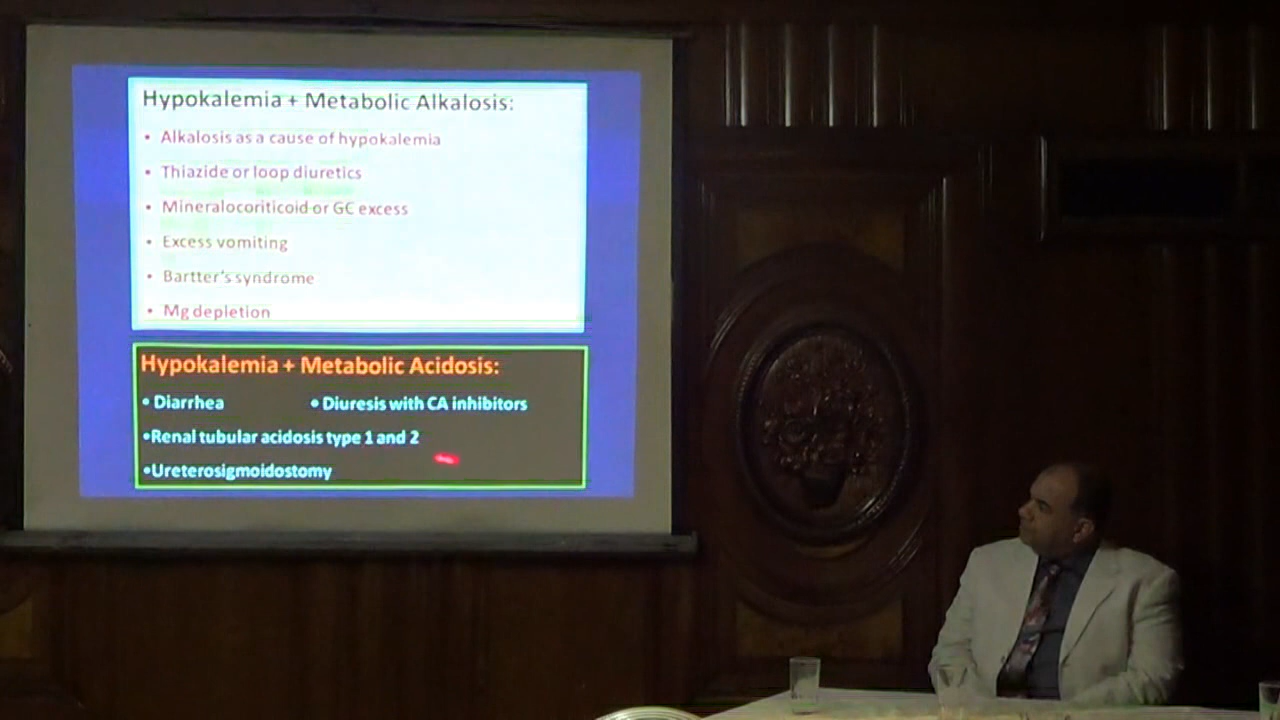 Hypokalemia + Metabolic Alkalosis:
• Alkalosis as a cause of hypokalemia
• Thiazide or loop diuretics
• Mineralocoriticoid or GC excess
• Excess vomiting
• Bartter's syndrome
• Mg depletion
Hypokalemia + Metabolic Acidosis:
• Diarrhea • Diuresis with CA inhibitors
•Renal tubular acidosis type 1 and 2
•Ureterosigmoidostomy